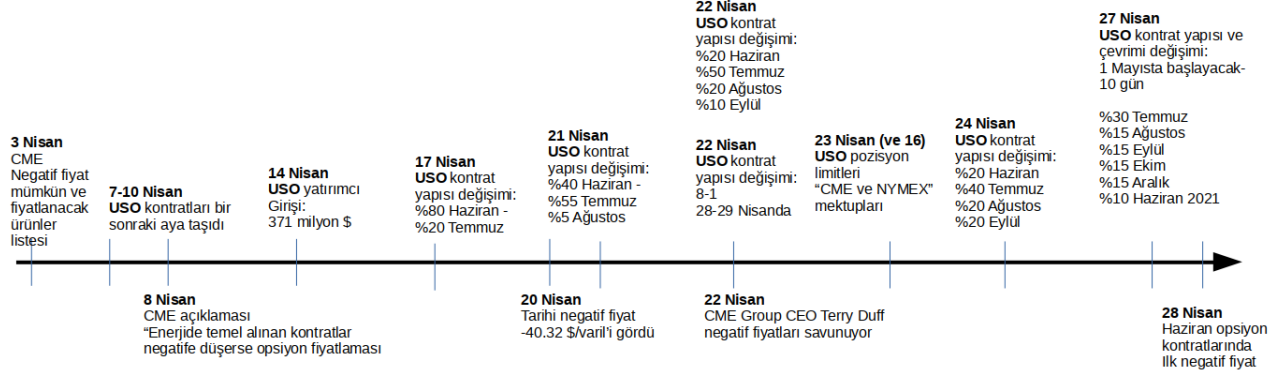 3 Nisan
CME
Negatif fiyat
mümkün ve
fiyatlanacak
ürünler
listesi
7-10 Nisan
USO kontratları bir
sonraki aya taşıdı
8 Nisan
CME açıklaması
“Enerjide temel alınan kontratlar
negatife düşerse opsiyon fiyatlaması
14 Nisan
USO yatırımcı
Girişi:
371 milyon $
17 Nisan
USO kontrat
yapısı değişimi:
%80 Haziran -
%20 Temmuz
20 Nisan
Tarihi negatif fiyat
-40.32 $/varil'i gördü
21 Nisan
USO kontrat
yapısı değişimi:
%40 Haziran -
%55 Temmuz
%5 Ağustos
22 Nisan
USO kontrat
yapısı değişimi:
%20 Haziran
%50 Temmuz
%20 Ağustos
%10 Eylül
22 Nisan
USO kontrat
yapısı değişimi:
8-1
28-29 Nisanda
22 Nisan
CME Group CEO Terry Duff
negatif fiyatları savunuyor
23 Nisan (ve 16)
USO pozisyon
limitleri
“CME ve NYMEX”
mektupları
24 Nisan
USO kontrat
yapısı değişimi:
%20 Haziran
%40 Temmuz
%20 Ağustos
%20 Eylül
27 Nisan
USO kontrat yapısı ve
çevrimi değişimi:
1 Mayısta başlayacak-
10 gün
%30 Temmuz
%15 Ağustos
%15 Eylül
%15 Ekim
%15 Aralık
%10 Haziran 2021
28 Nisan
Haziran opsiyon
kontratlarında
Ilk negatif fiyat